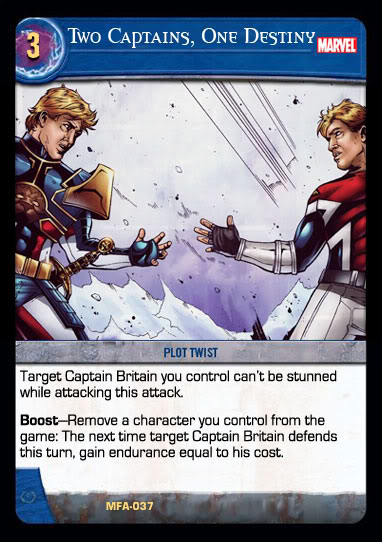 3
Two Captains, One Destiny
MARVEL
PLOT TWIST
Target Captain Britain you control can't be stunned
while attacking this attack.
Boost—Remove a character you control from the
game: The next time target Captain Britain defends
this turn, gain endurance equal to his cost.
MFA-037